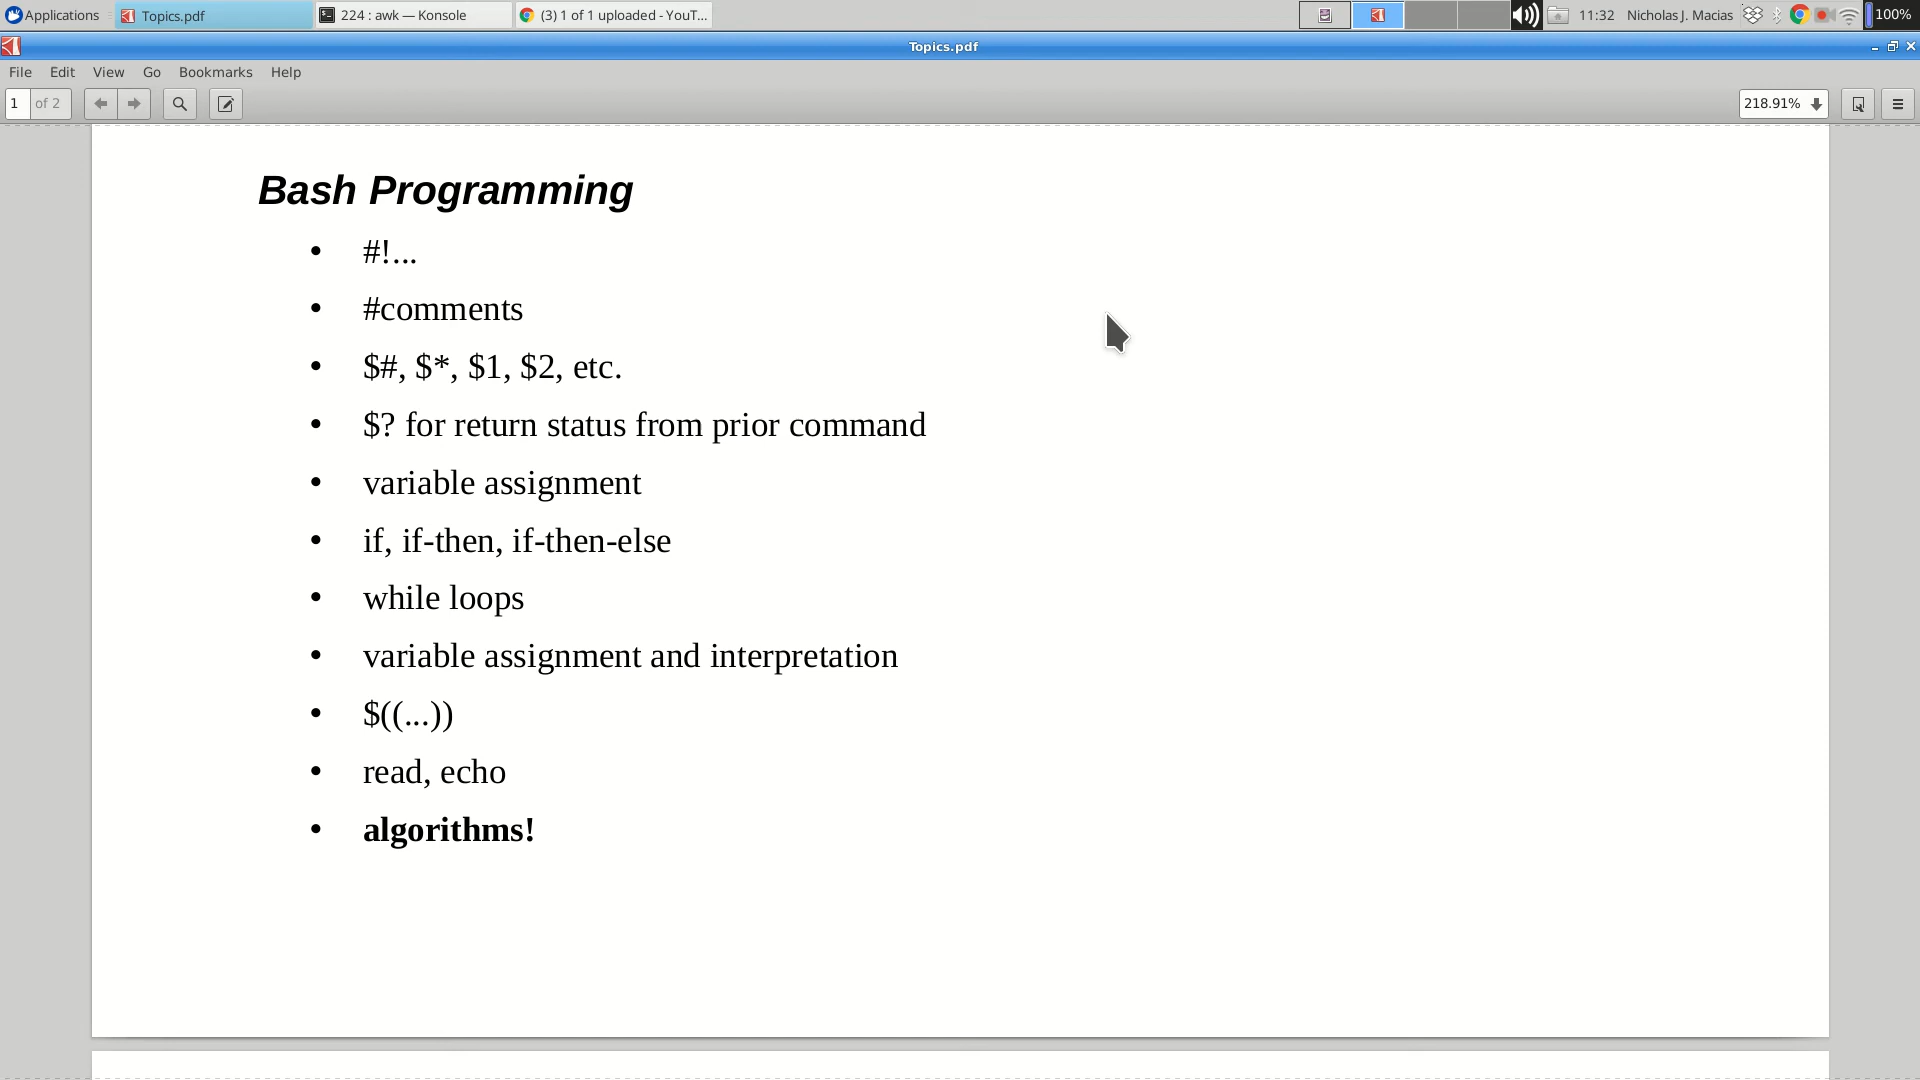 Applications
Topics.pdf
224 : awk — Konsole
(3) 1 of 1 uploaded - YouT...
11:32
Nicholas J. Macias
100%
Topics.pdf
File Edit View Go Bookmarks Help
1 of 2
218.91%
Bash Programming
• #!...
• #comments
• $#, $*, $1, $2, etc.
• $? for return status from prior command
• variable assignment
• if, if-then, if-then-else
• while loops
• variable assignment and interpretation
• $((...))
• read, echo
• algorithms!